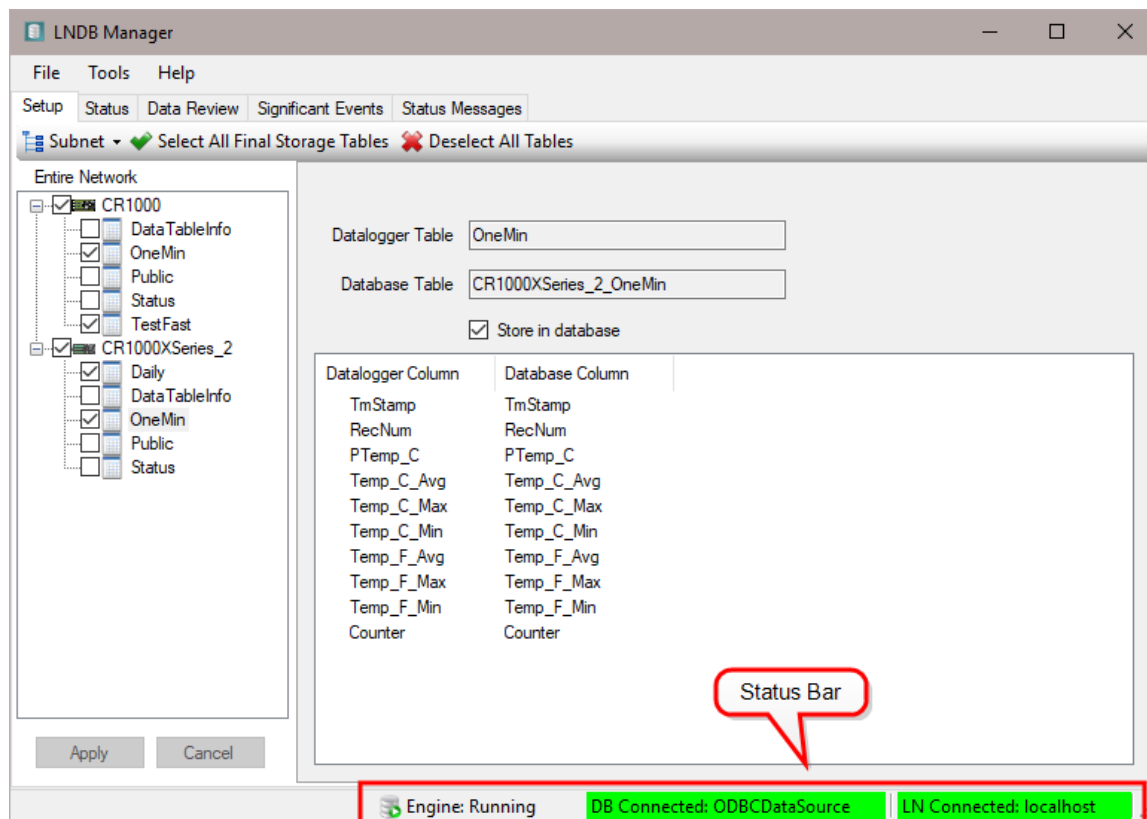 LNDB Manager
File Tools Help
Setup Status Data Review Significant Events Status Messages
Subnet Select All Final Storage Tables Deselect All Tables
Entire Network
CR1000
DataTableInfo
OneMin
Public
Status
TestFast
CR1000XSeries_2
Daily
DataTableInfo
OneMin
Public
Status
Apply Cancel
Datalogger Table OneMin
Database Table CR1000XSeries_2_OneMin
Store in database
Datalogger Column Database Column
TmStamp TmStamp
RecNum RecNum
PTemp_C PTemp_C
Temp_C_Avg Temp_C_Avg
Temp_C_Max Temp_C_Max
Temp_C_Min Temp_C_Min
Temp_F_Avg Temp_F_Avg
Temp_F_Max Temp_F_Max
Temp_F_Min Temp_F_Min
Counter Counter
Status Bar
Engine: Running DB Connected: ODBCDataSource LN Connected: localhost